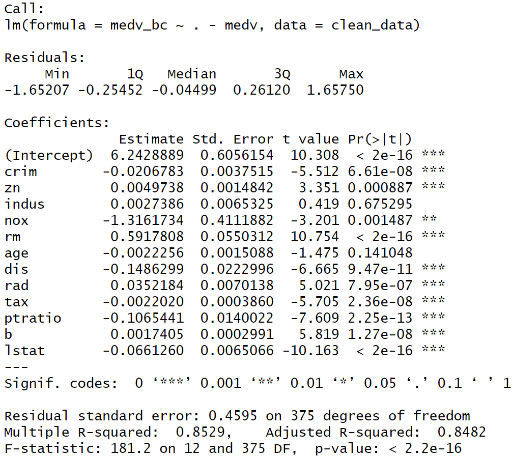 Call:
lm(formula = medv_bc ~ . - medv, data = clean_data)
Residuals:
Min 1Q Median 3Q Max
-1.65207 -0.25452 -0.04499 0.26120 1.65750
Coefficients:
Estimate Std. Error t value Pr(>|t|)
(Intercept) 6.2428889 0.6056154 10.308 < 2e-16 ***
crim -0.0206783 0.0037515 -5.512 6.61e-08 ***
zn 0.0049738 0.0014842 3.351 0.000887 ***
indus 0.0027386 0.0065325 0.419 0.675295
nox -1.3161734 0.4111882 -3.201 0.001487 **
rm 0.5917808 0.0550312 10.754 < 2e-16 ***
age -0.0022256 0.0015088 -1.475 0.141048
dis -0.1486299 0.0222996 -6.665 9.47e-11 ***
rad 0.0352184 0.0070138 5.021 7.95e-07 ***
tax -0.0022020 0.0003860 -5.705 2.36e-08 ***
ptratio -0.1065441 0.0140022 -7.609 2.25e-13 ***
b 0.0017405 0.0002991 5.819 1.27e-08 ***
lstat -0.0661260 0.0065066 -10.163 < 2e-16 ***
---
Signif. codes: 0 ‘***’ 0.001 ‘**’ 0.01 ‘*’ 0.05 ‘.’ 0.1 ‘ ’ 1
Residual standard error: 0.4595 on 375 degrees of freedom
Multiple R-squared: 0.8529, Adjusted R-squared: 0.8482
F-statistic: 181.2 on 12 and 375 DF, p-value: < 2.2e-16